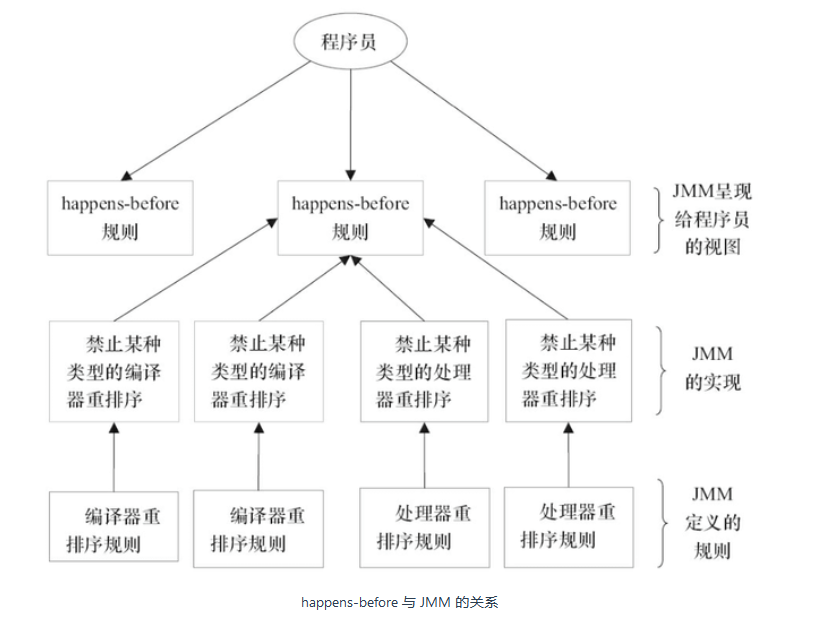 程序员
happens-before
规则
happens-before
规则
happens-before
规则
JMM呈现
给程序员
的视图
禁止某种
类型的编译
器重排序
禁止某种
类型的编译
器重排序
禁止某种
类型的处理
器重排序
禁止某种
类型的处理
器重排序
JMM
的实现
编译器重
排序规则
编译器重
排序规则
处理器重
排序规则
处理器重
排序规则
JMM
定义的
规则
happens-before 与 JMM 的关系